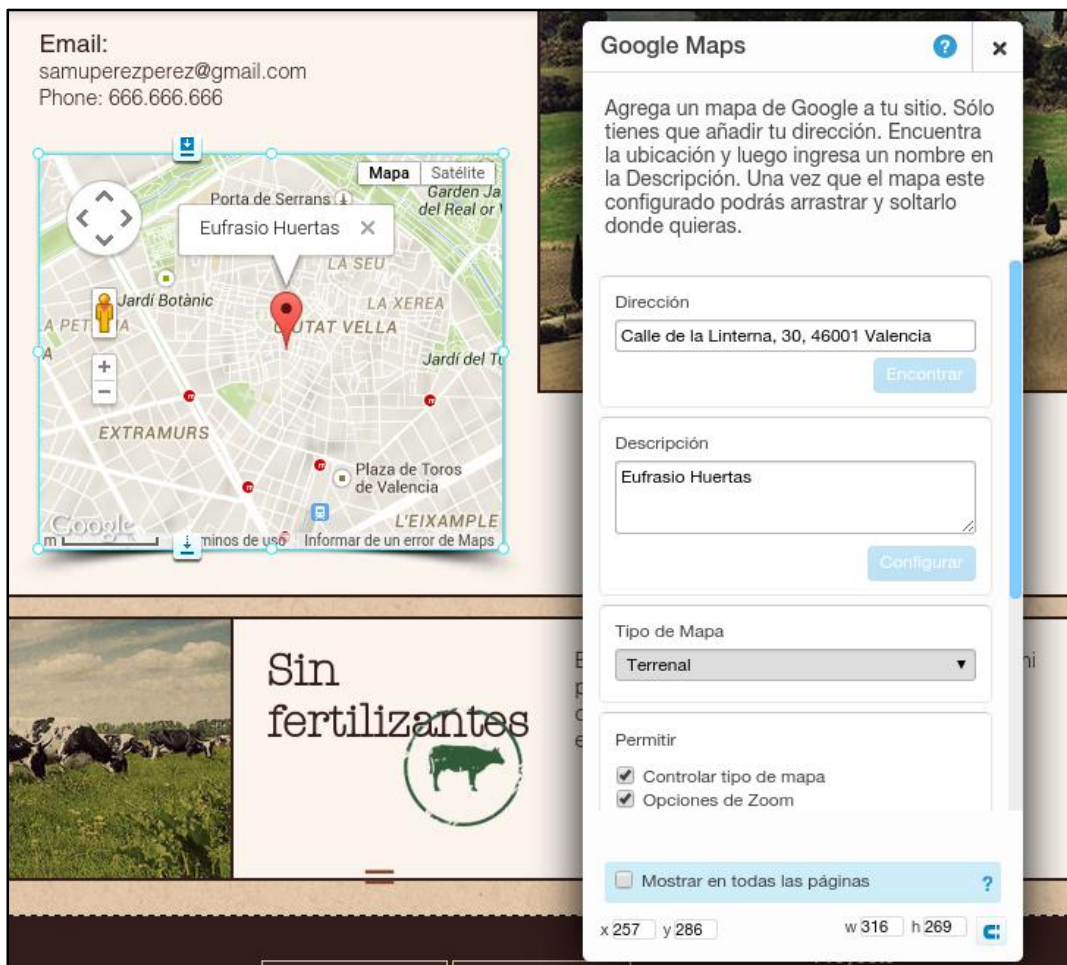 Email:
samuperezperez@gmail.com
Phone: 666.666.666
Mapa Satélite
Porta de Serrans
Garden Ja
del Real or
Eufrasio Huertas
LA SEU
Jardí Botànic
LA XEREA
CIUTAT VELLA
Jardí del Tu
EXTRAMURS
Plaza de Toros
de Valencia
L'EIXAMPLE
Google
m minos de uso Informar de un error de Maps
Sin
fertilizantes
Google Maps
Agrega un mapa de Google a tu sitio. Sólo
tienes que añadir tu dirección. Encuentra
la ubicación y luego ingresa un nombre en
la Descripción. Una vez que el mapa este
configurado podrás arrastrar y soltarlo
donde quieras.
Dirección
Calle de la Linterna, 30, 46001 Valencia
Encontrar
Descripción
Eufrasio Huertas
Configurar
Tipo de Mapa
Terrenal
Permitir
Controlar tipo de mapa
Opciones de Zoom
Mostrar en todas las páginas ?
x 257 y 286 w 316 h 269